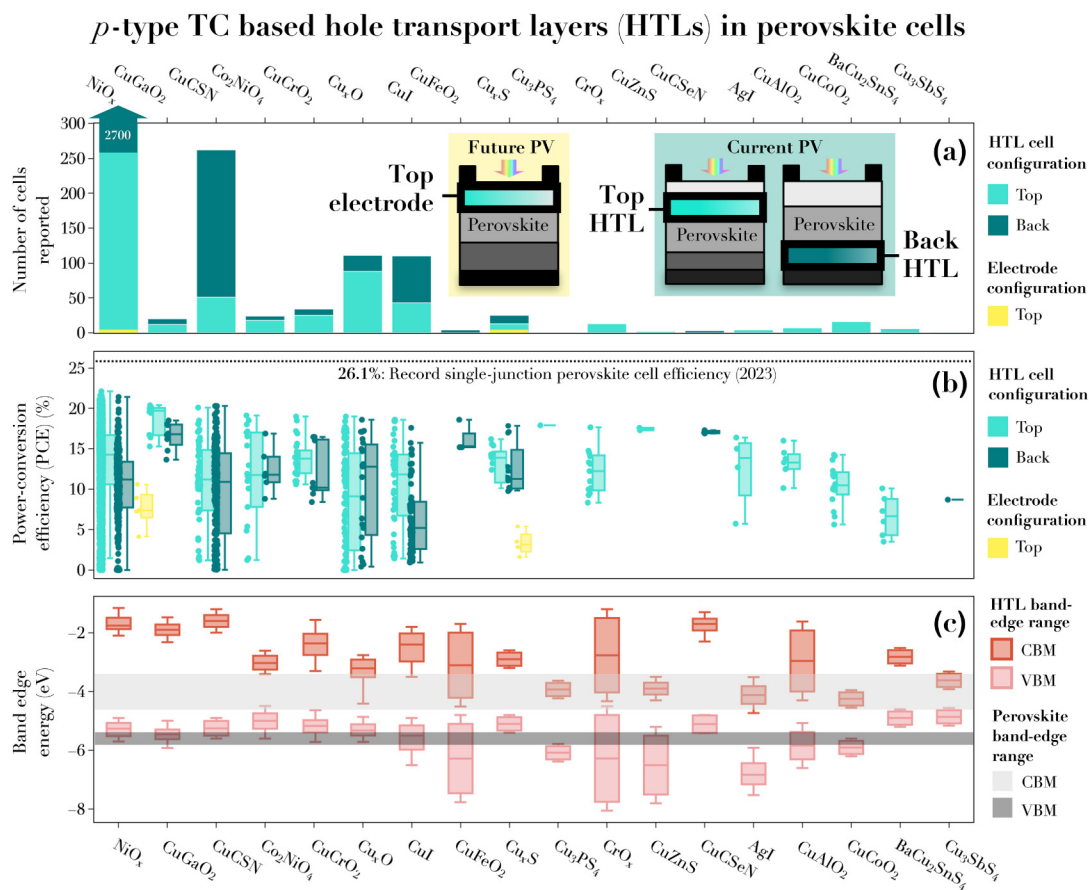 p-type TC based hole transport layers (HTLs) in perovskite cells
NiOₓ
CuGaO₂
CuCSN
Co₂NiO₄
CuCrO₂
CuₓO
CuI
CuFeO₂
CuₓS
Cu₃PS₄
CrOₓ
CuZnS
CuCSeN
AgI
CuAlO₂
CuCoO₂
BaCu₂SnS₄
Cu₃SbS₄
Number of cells
reported
300
250
200
150
100
50
0
2700
(a)
Future PV
Top
electrode
Perovskite
Current PV
Top
HTL
Perovskite
Perovskite
Back
HTL
HTL cell
configuration
Top
Back
Electrode
configuration
Top
Power-conversion
efficiency (PCE) (%)
25
20
15
10
5
0
26.1%: Record single-junction perovskite cell efficiency (2023)
(b)
HTL cell
configuration
Top
Back
Electrode
configuration
Top
Band edge
energy (eV)
−2
−4
−6
−8
(c)
HTL band-
edge range
CBM
VBM
Perovskite
band-edge
range
CBM
VBM
NiOₓ
CuGaO₂
CuCSN
Co₂NiO₄
CuCrO₂
CuₓO
CuI
CuFeO₂
CuₓS
Cu₃PS₄
CrOₓ
CuZnS
CuCSeN
AgI
CuAlO₂
CuCoO₂
BaCu₂SnS₄
Cu₃SbS₄